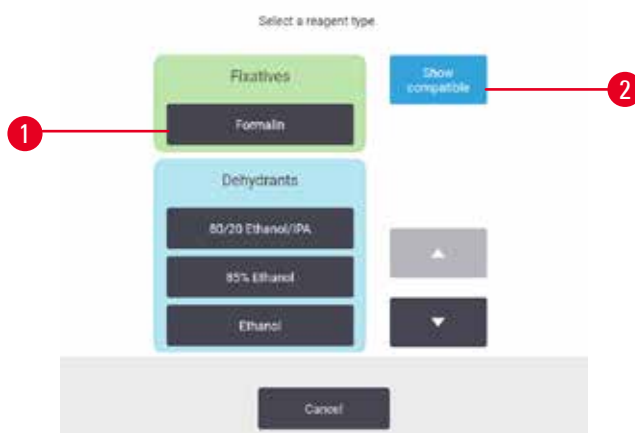 Select a reagent type.
Fixatives
Show
compatible
2
1
Formalin
Dehydrants
80/20 Ethanol/IPA
85% Ethanol
Ethanol
Cancel